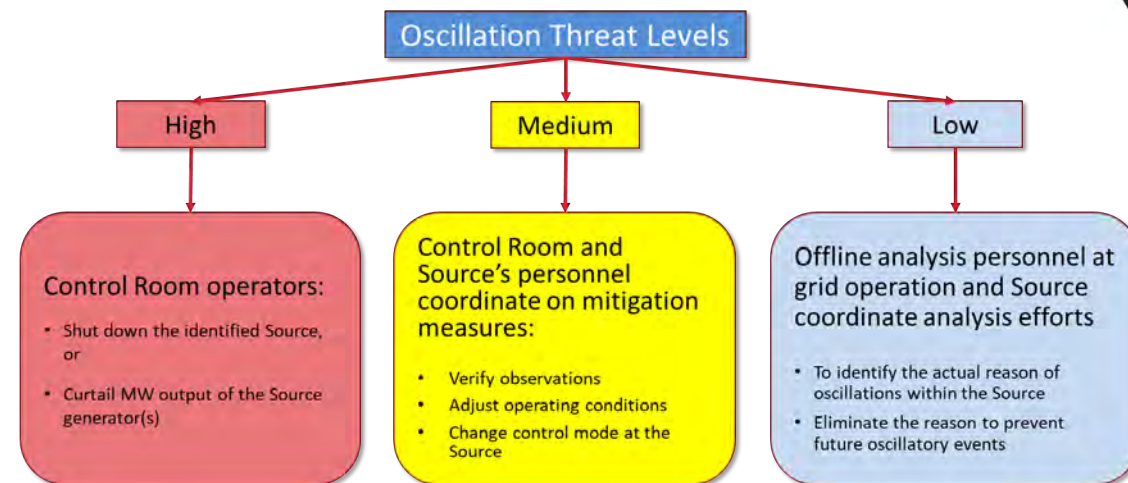 Oscillation Threat Levels
High
Medium
Low
Control Room operators:
• Shut down the identified Source,
or
• Curtail MW output of the Source
generator(s)
Control Room and
Source's personnel
coordinate on mitigation
measures:
• Verify observations
• Adjust operating conditions
• Change control mode at the
Source
Offline analysis personnel at
grid operation and Source
coordinate analysis efforts
• To identify the actual reason of
oscillations within the Source
• Eliminate the reason to prevent
future oscillatory events